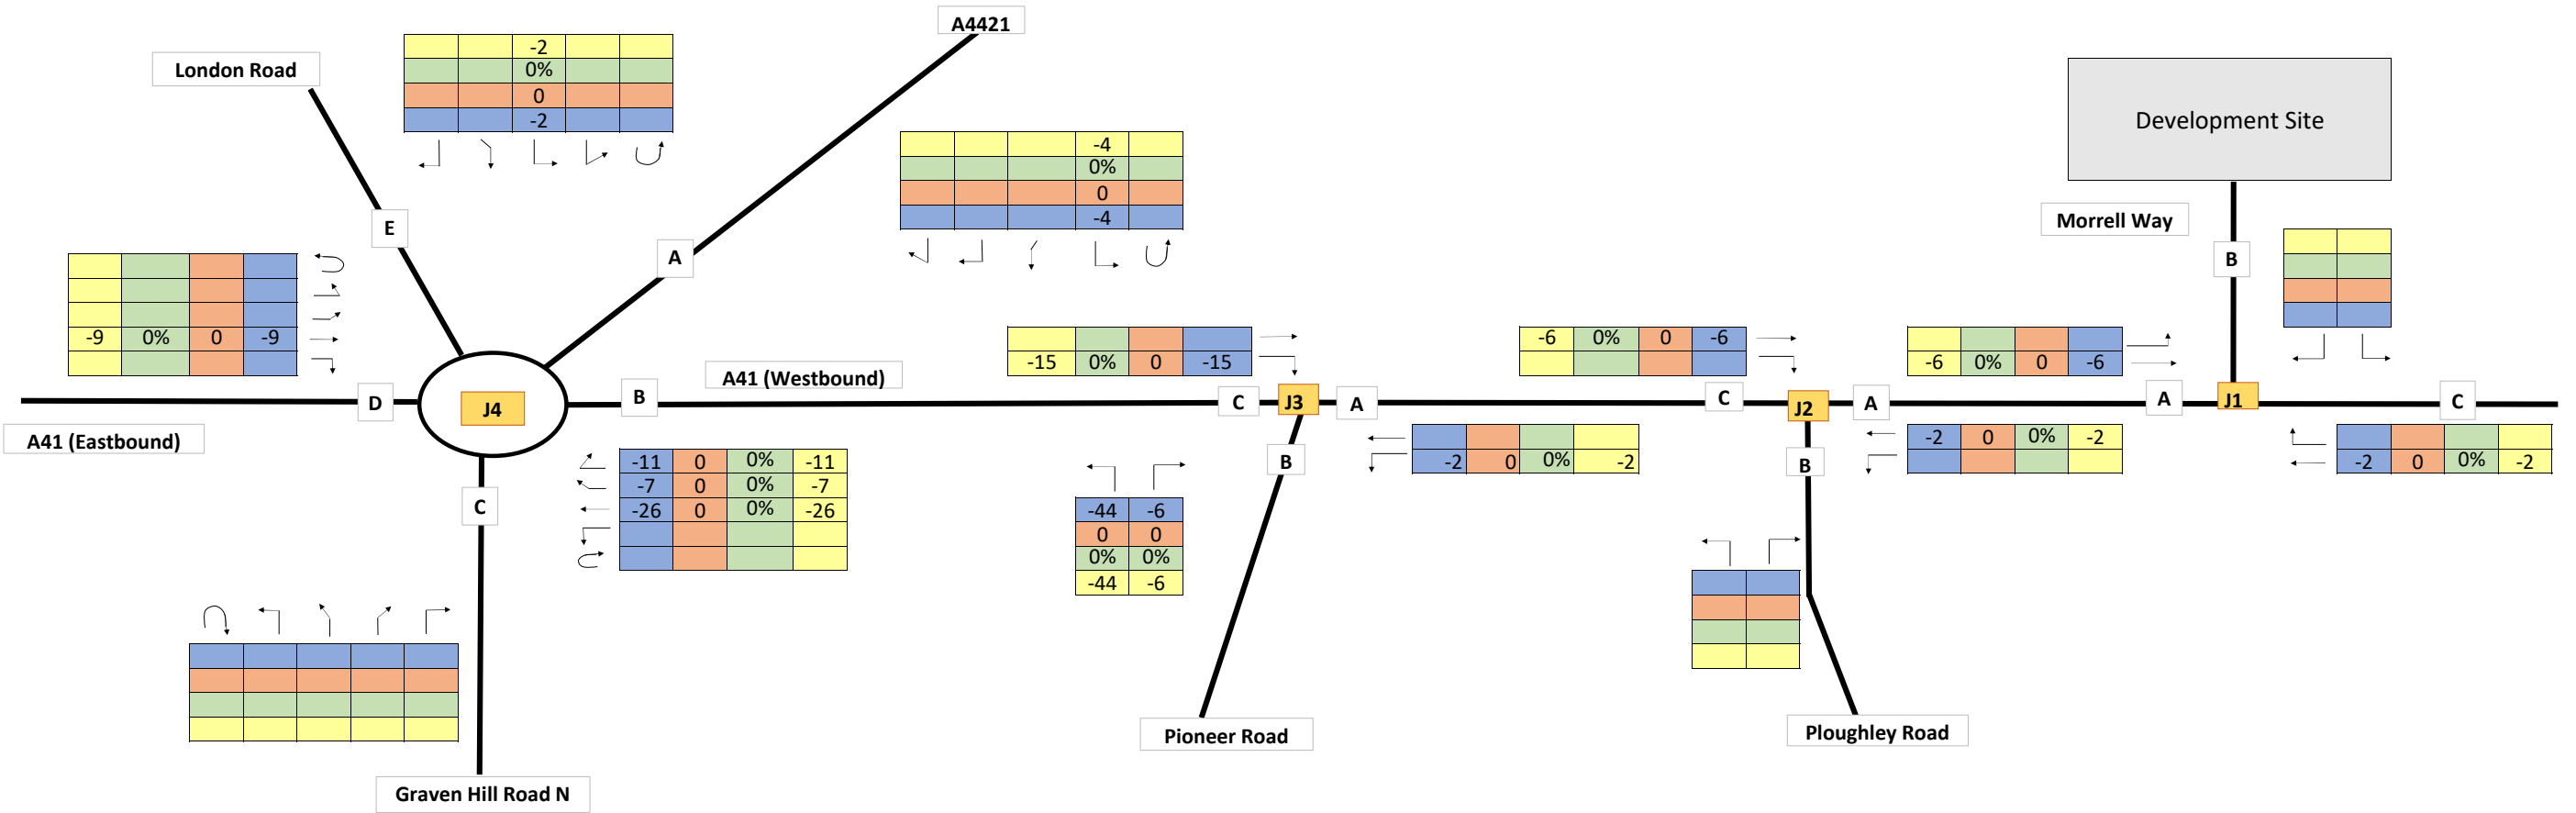 A4421
London Road
-2
0%
0
-2
Development Site
-4
0%
0
-4
Morrell Way
E
A
B
-9 0% 0 -9
-15 0% 0 -15
-6 0% 0 -6
-6 0% 0 -6
A41 (Westbound)
D
J4
B
C
J3
A
C
J2
A
A
J1
C
A41 (Eastbound)
-11 0 0% -11
-7 0 0% -7
-26 0 0% -26
B
-2 0 0% -2
B
-2 0 0% -2
-2 0 0% -2
C
-44 -6
0 0
0% 0%
-44 -6
Pioneer Road
Ploughley Road
Graven Hill Road N